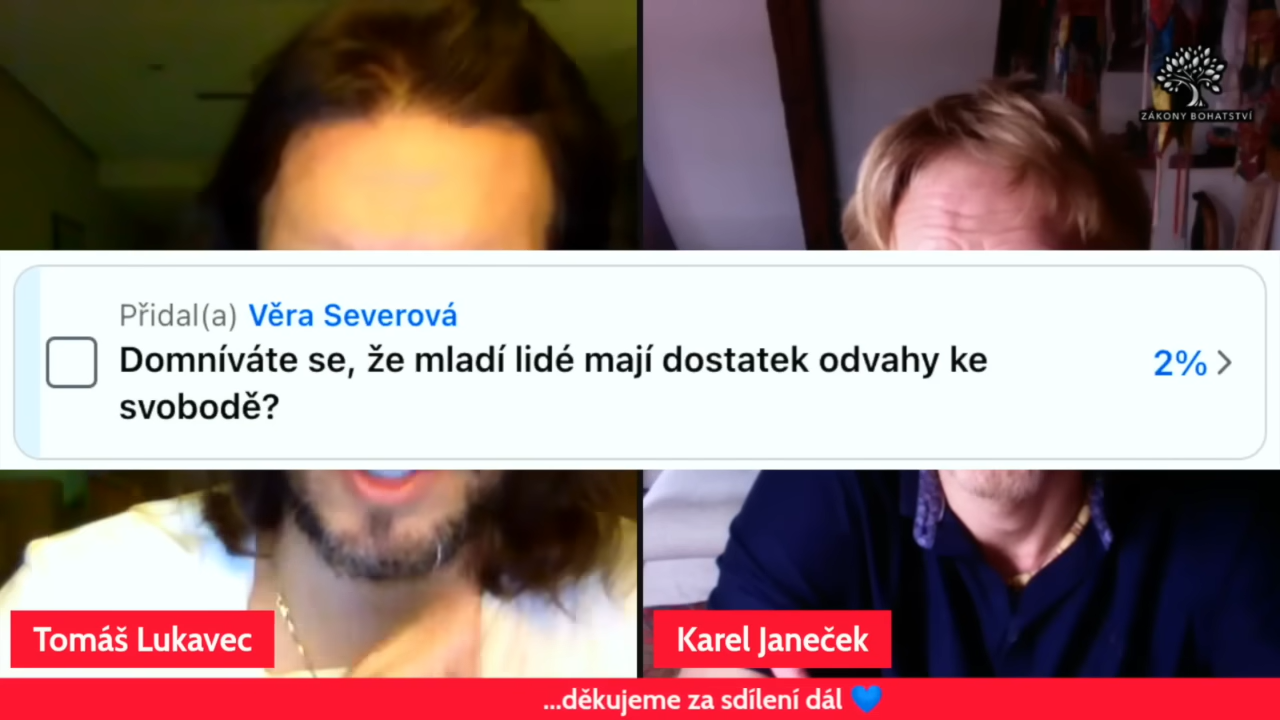 ZÁKONY BOHATSTVÍ
Přidal(a) Věra Severová
Domníváte se, že mladí lidé mají dostatek odvahy ke
svobodě?
2%
Tomáš Lukavec
Karel Janeček
...děkujeme za sdílení dál 💙